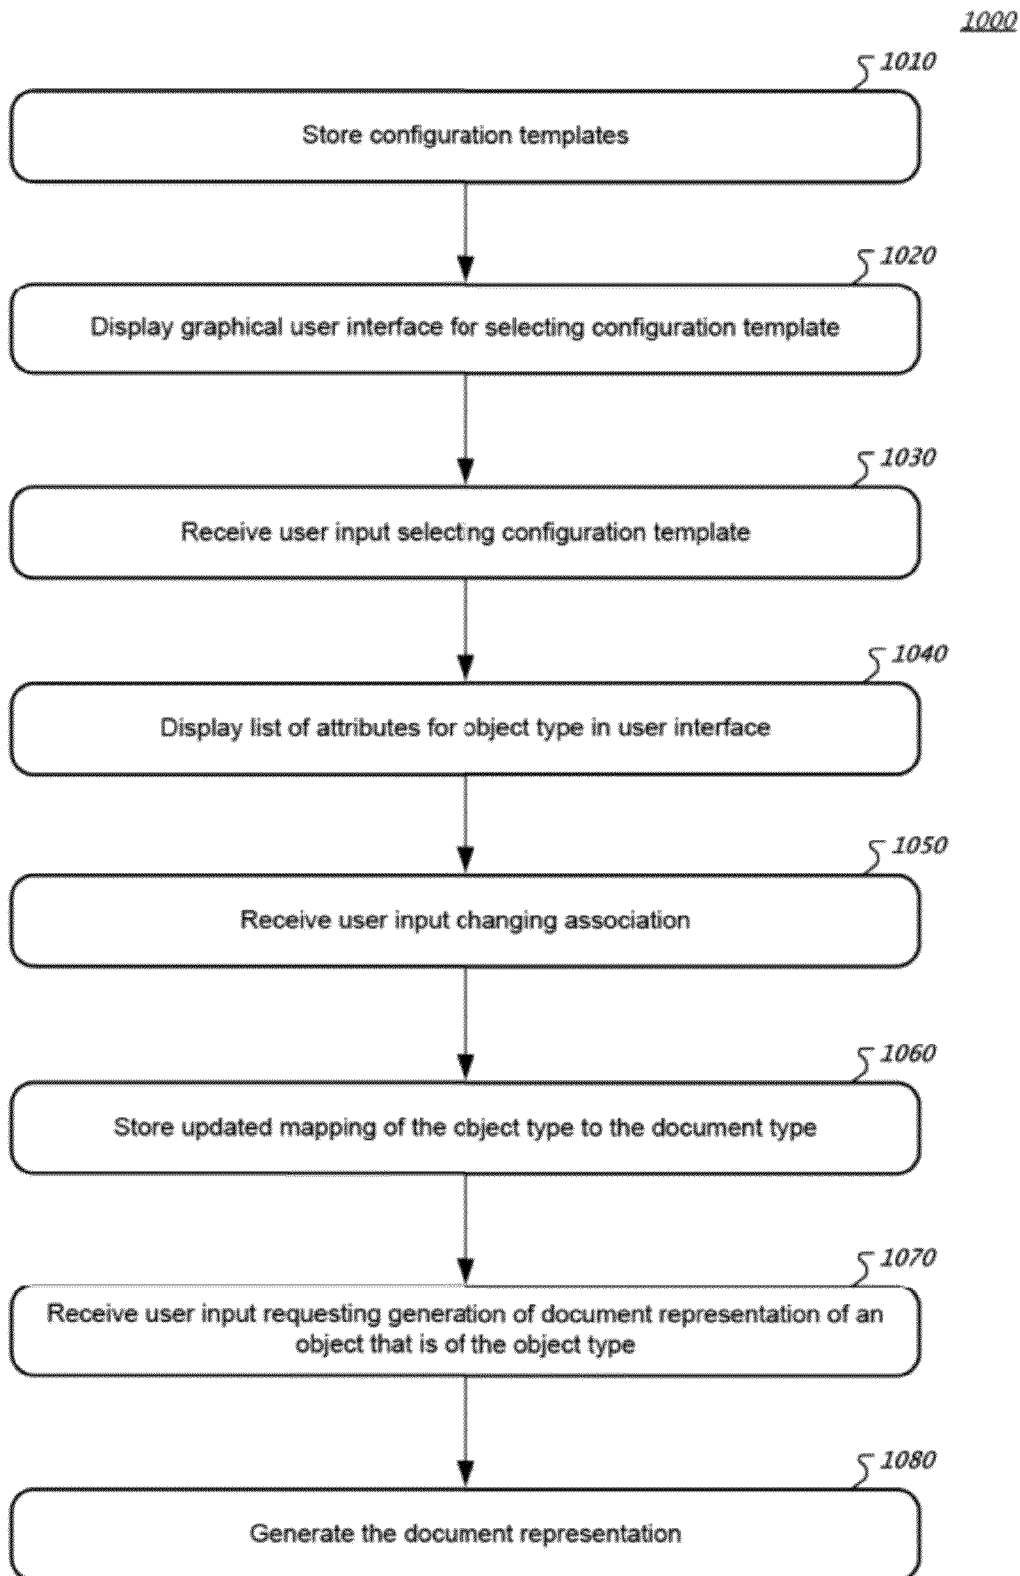 1000
1010
Store configuration templates
1020
Display graphical user interface for selecting configuration template
1030
Receive user input selecting configuration template
1040
Display list of attributes for object type in user interface
1050
Receive user input changing association
1060
Store updated mapping of the object type to the document type
1070
Receive user input requesting generation of document representation of an
object that is of the object type
1080
Generate the document representation